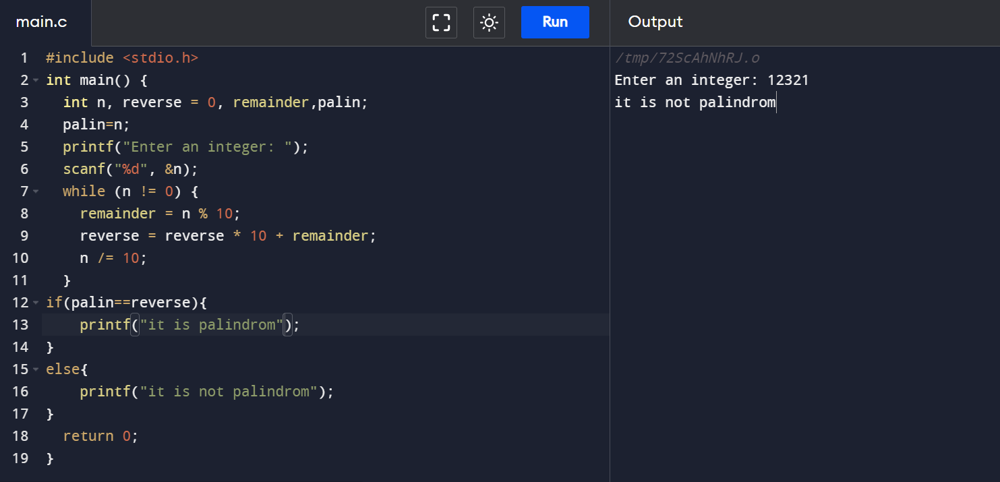 main.c
Run
Output
1 #include <stdio.h>
2 int main() {
3 int n, reverse = 0, remainder,palin;
4 palin=n;
5 printf("Enter an integer: ");
6 scanf("%d", &n);
7 while (n != 0) {
8 remainder = n % 10;
9 reverse = reverse * 10 + remainder;
10 n /= 10;
11 }
12 if(palin==reverse){
13 printf("it is palindrom");
14 }
15 else{
16 printf("it is not palindrom");
17 }
18 return 0;
19 }
/tmp/72ScAhNhRJ.o
Enter an integer: 12321
it is not palindrom